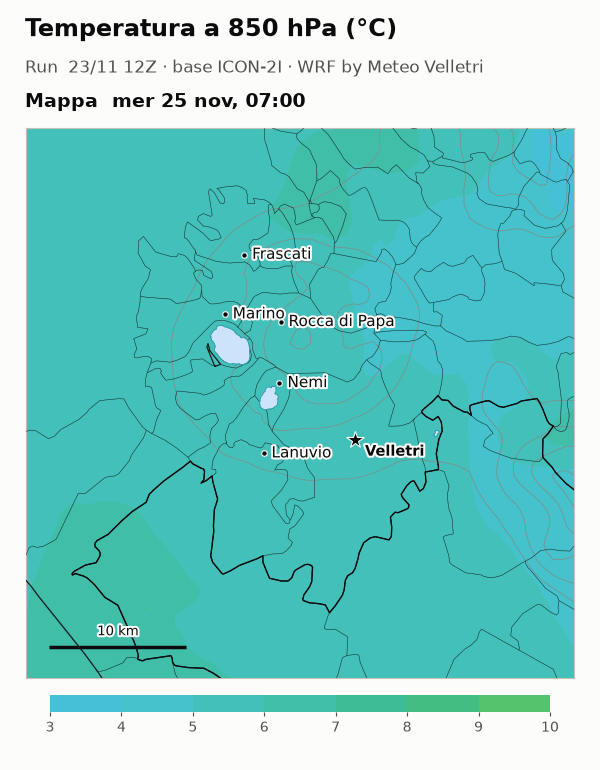 Temperatura a 850 hPa (°C)
Run  23/11 12Z · base ICON-2I · WRF by Meteo Velletri
Mappa  mer 25 nov, 07:00
Frascati
Marino
Rocca di Papa
Nemi
Velletri
Lanuvio
10 km
3 4 5 6 7 8 9 10